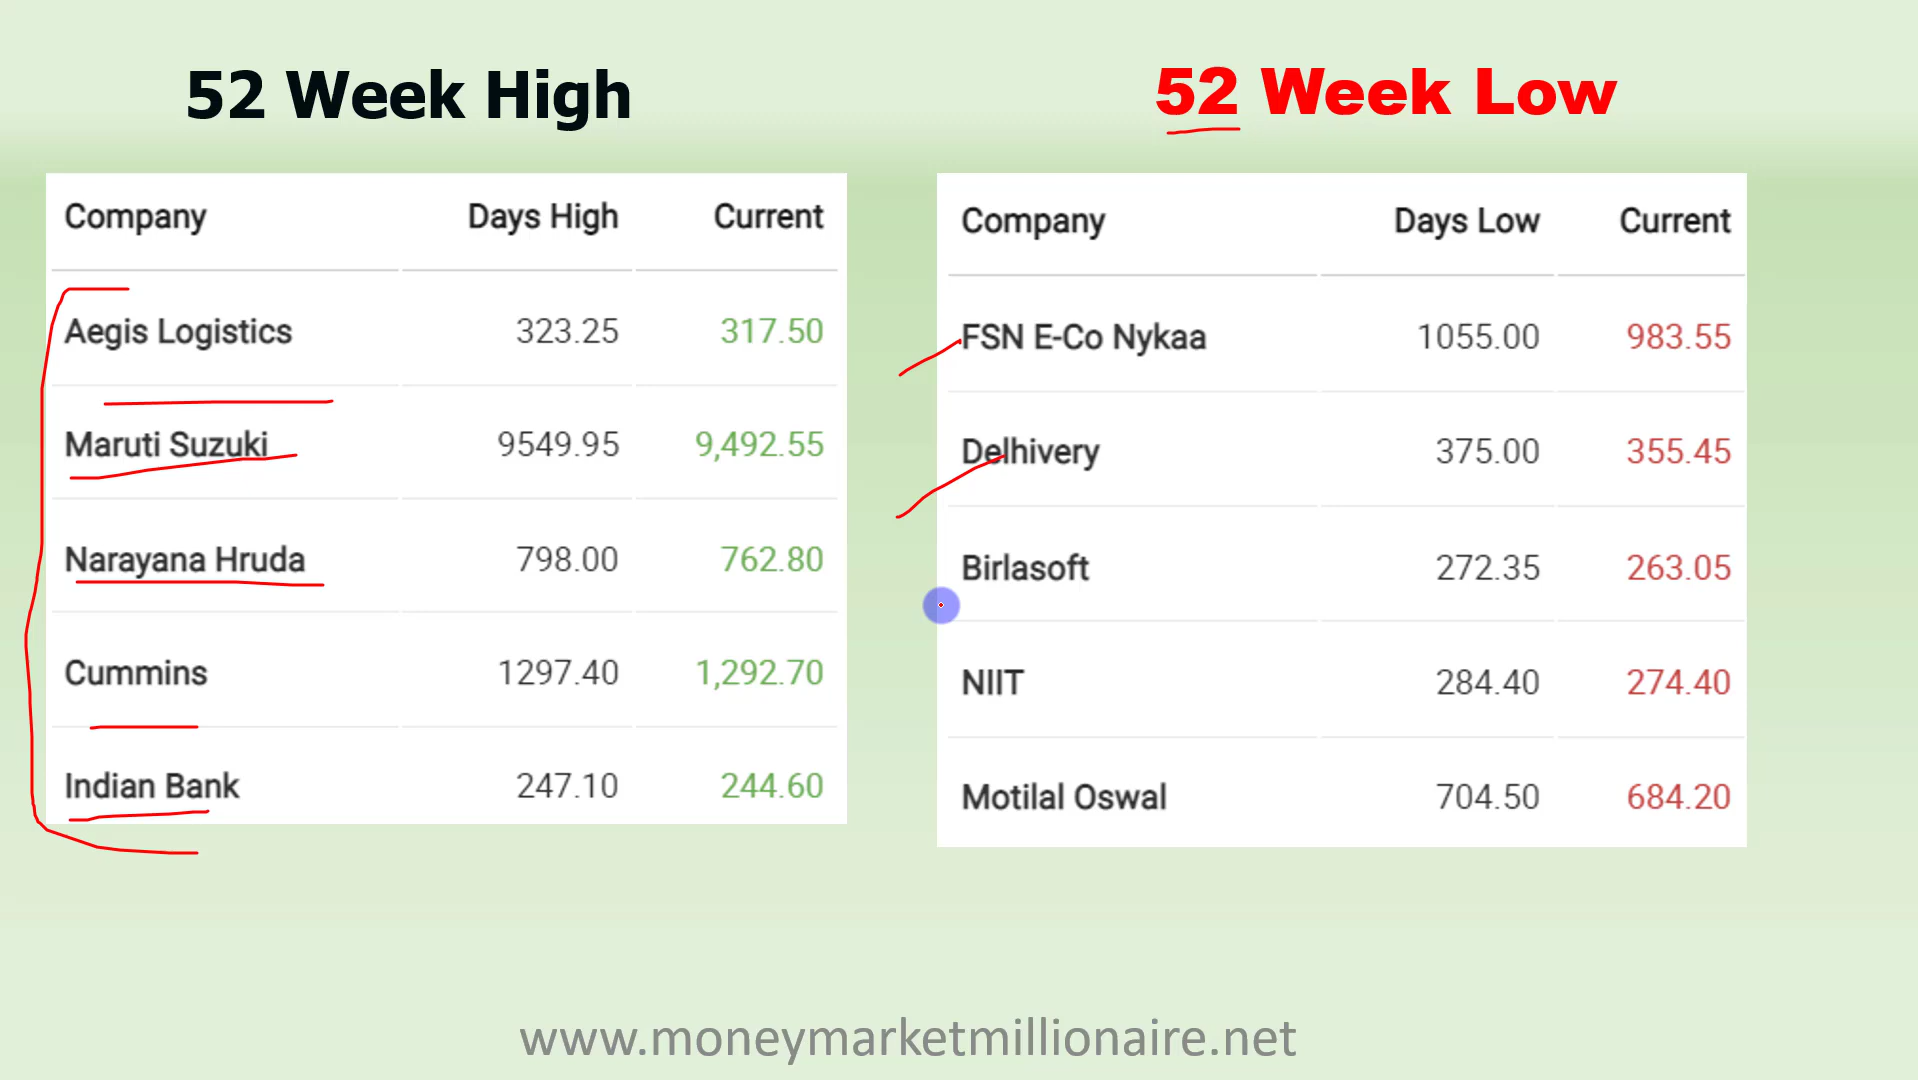 52 Week High
Company Days High Current
Aegis Logistics 323.25 317.50
Maruti Suzuki 9549.95 9,492.55
Narayana Hruda 798.00 762.80
Cummins 1297.40 1,292.70
Indian Bank 247.10 244.60
52 Week Low
Company Days Low Current
FSN E-Co Nykaa 1055.00 983.55
Delhivery 375.00 355.45
Birlasoft 272.35 263.05
NIIT 284.40 274.40
Motilal Oswal 704.50 684.20
www.moneymarketmillionaire.net